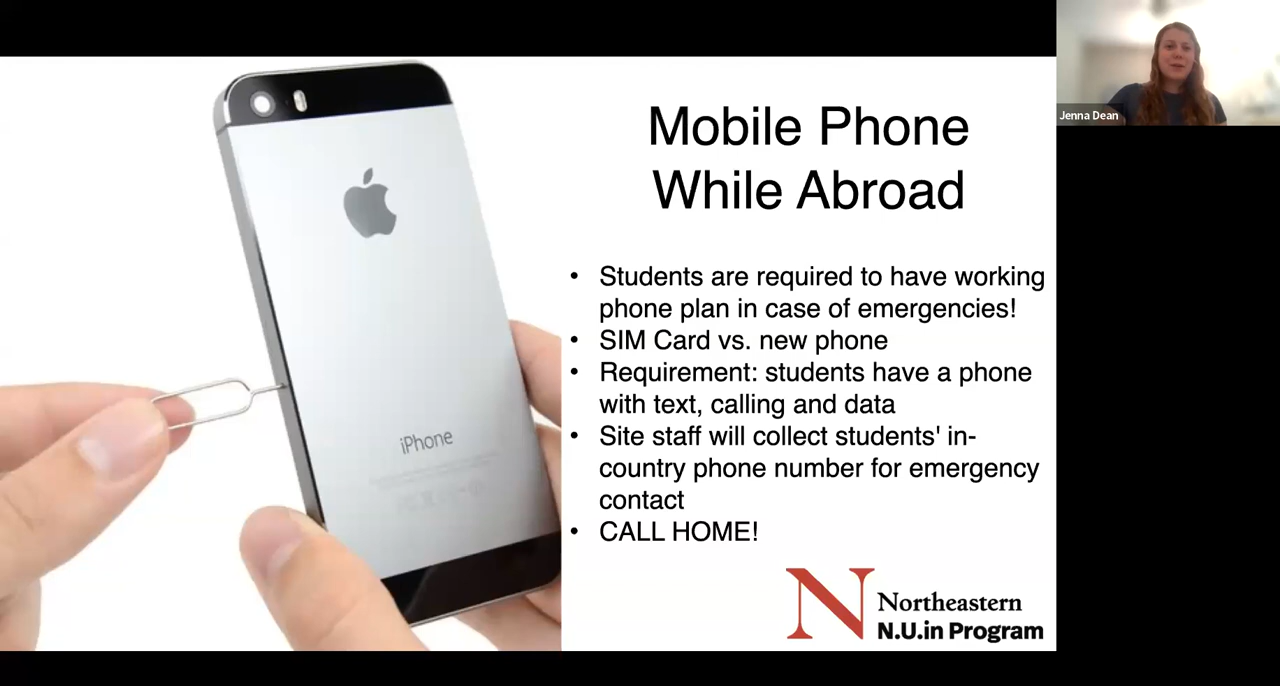 Mobile Phone
While Abroad
• Students are required to have working
phone plan in case of emergencies!
• SIM Card vs. new phone
• Requirement: students have a phone
with text, calling and data
• Site staff will collect students' in-
country phone number for emergency
contact
• CALL HOME!
iPhone
N Northeastern
N.U.in Program
Jenna Dean